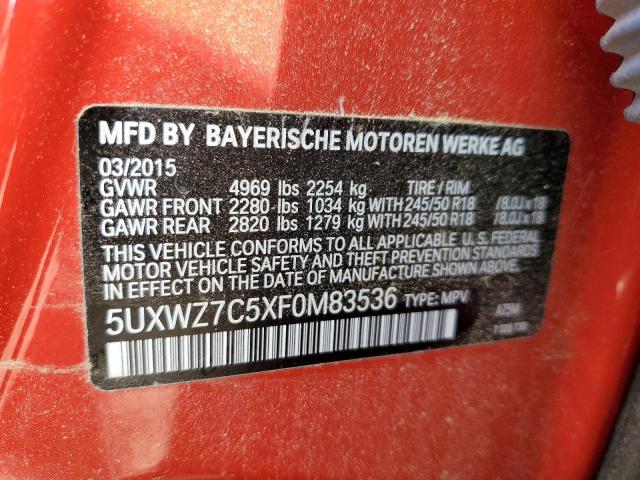 MFD BY BAYERISCHE MOTOREN WERKE AG
03/2015
GVWR 4969 lbs 2254 kg TIRE / RIM
GAWR FRONT 2280 lbs 1034 kg WITH 245/50 R18 /8.0J x 18
GAWR REAR 2820 lbs 1279 kg WITH 245/50 R18 /8.0J x 18
THIS VEHICLE CONFORMS TO ALL APPLICABLE U.S. FEDERAL
MOTOR VEHICLE SAFETY AND THEFT PREVENTION STANDARDS
IN EFFECT ON THE DATE OF MANUFACTURE SHOWN ABOVE.
5UXWZ7C5XF0M83536 TYPE: MPV